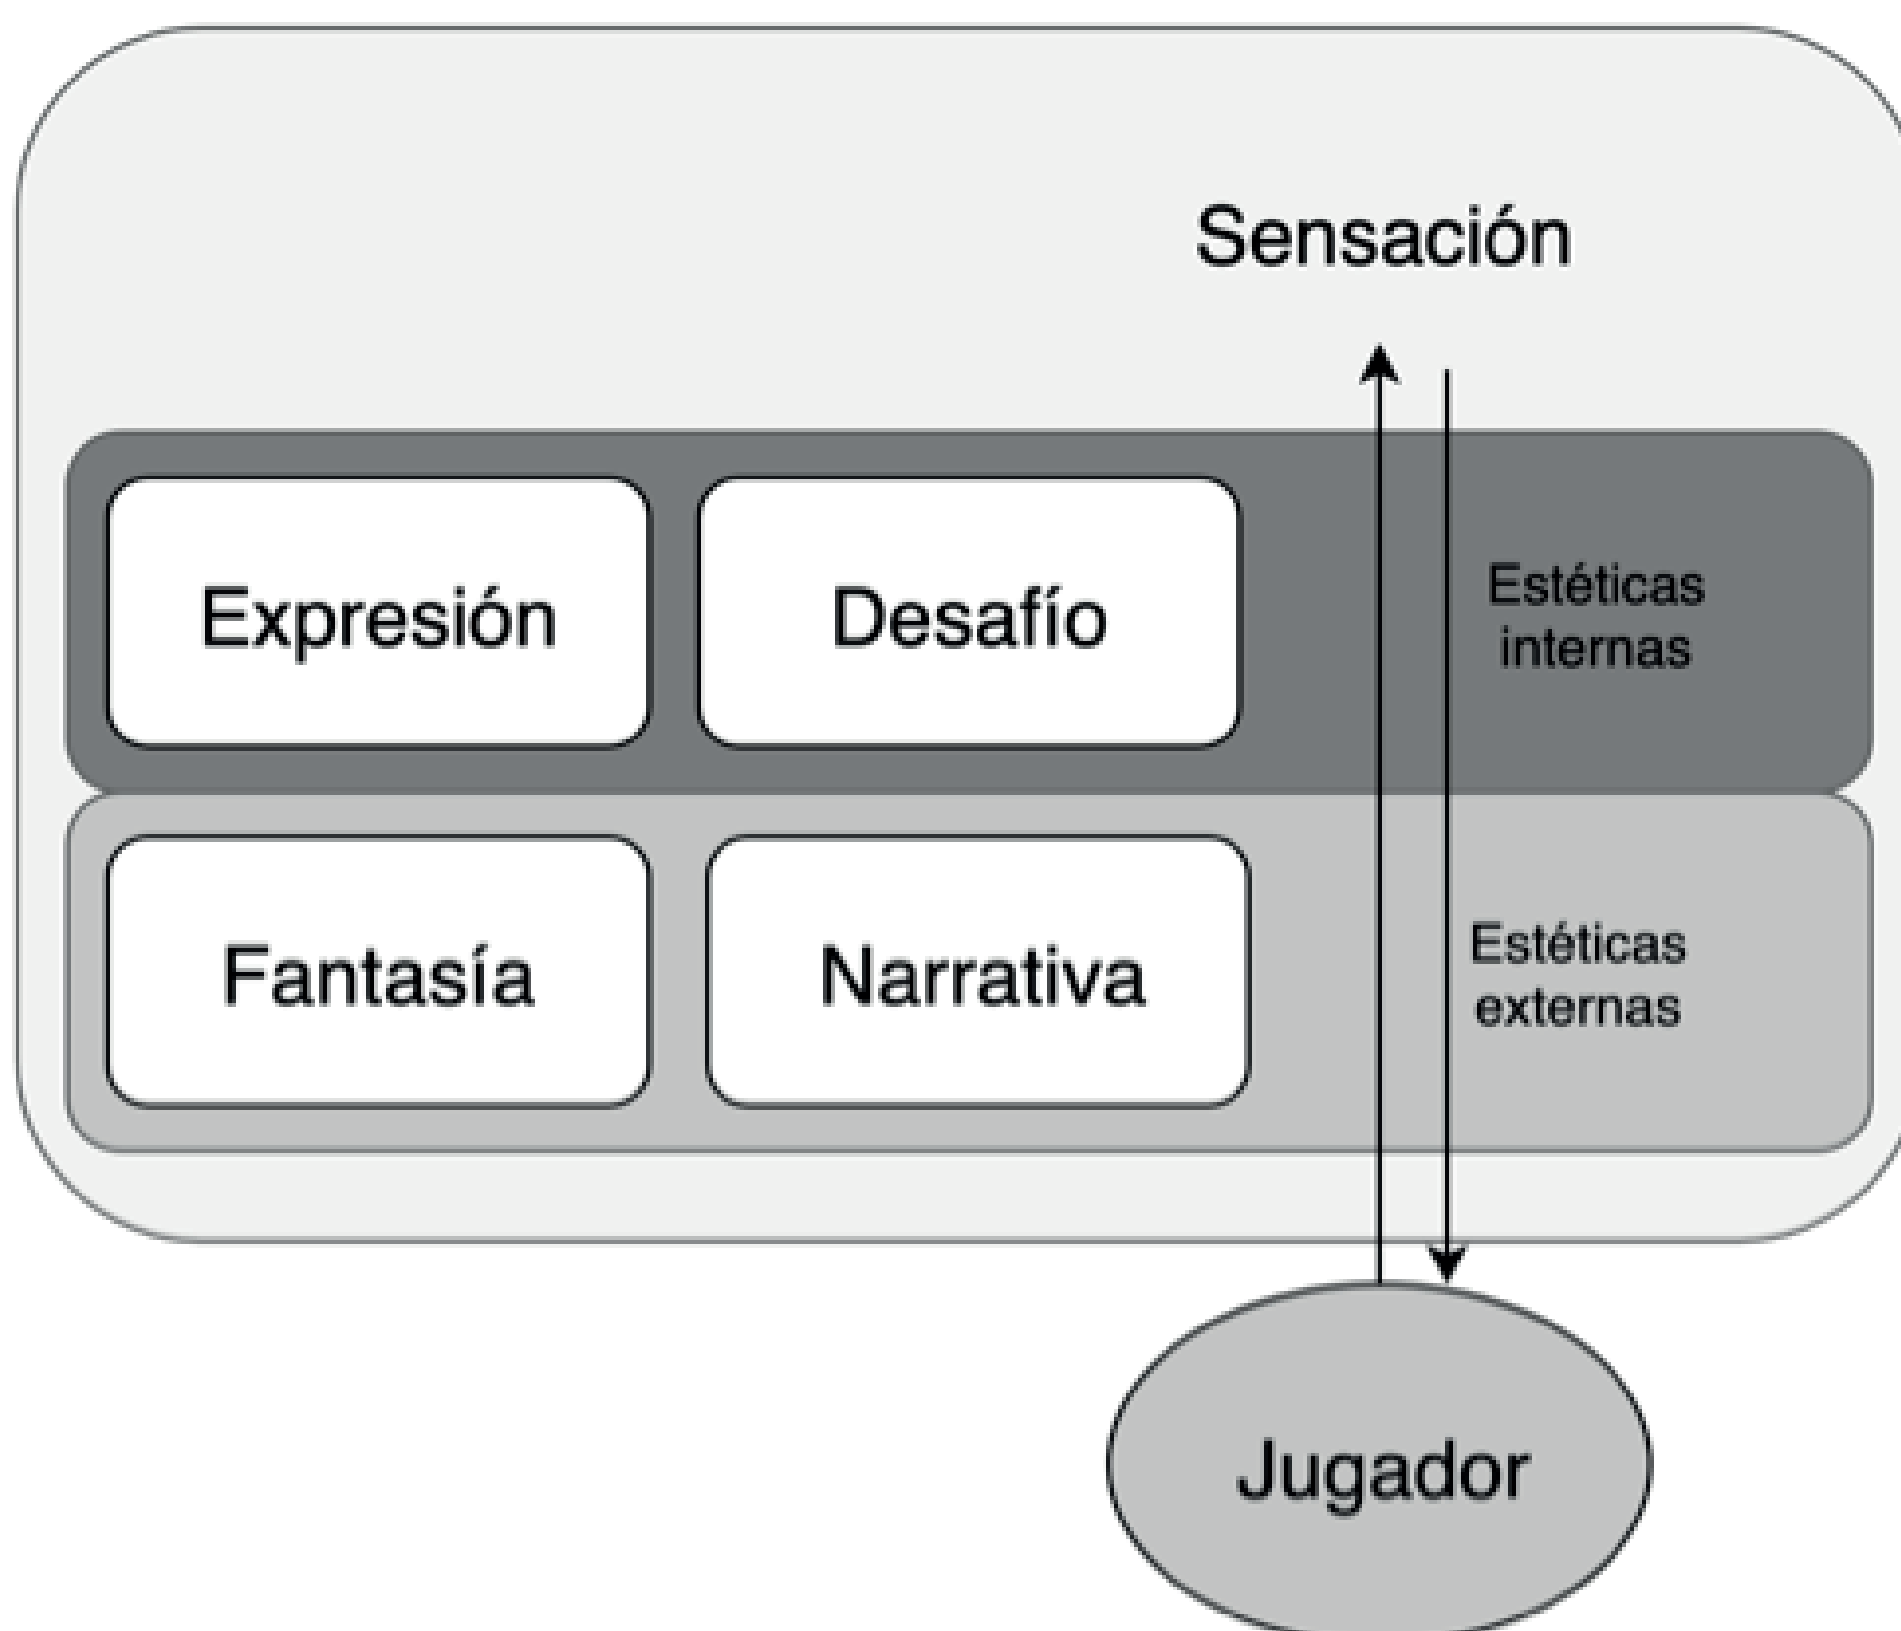 Sensación
Expresión
Desafío
Estéticas
internas
Fantasía
Narrativa
Estéticas
externas
Jugador